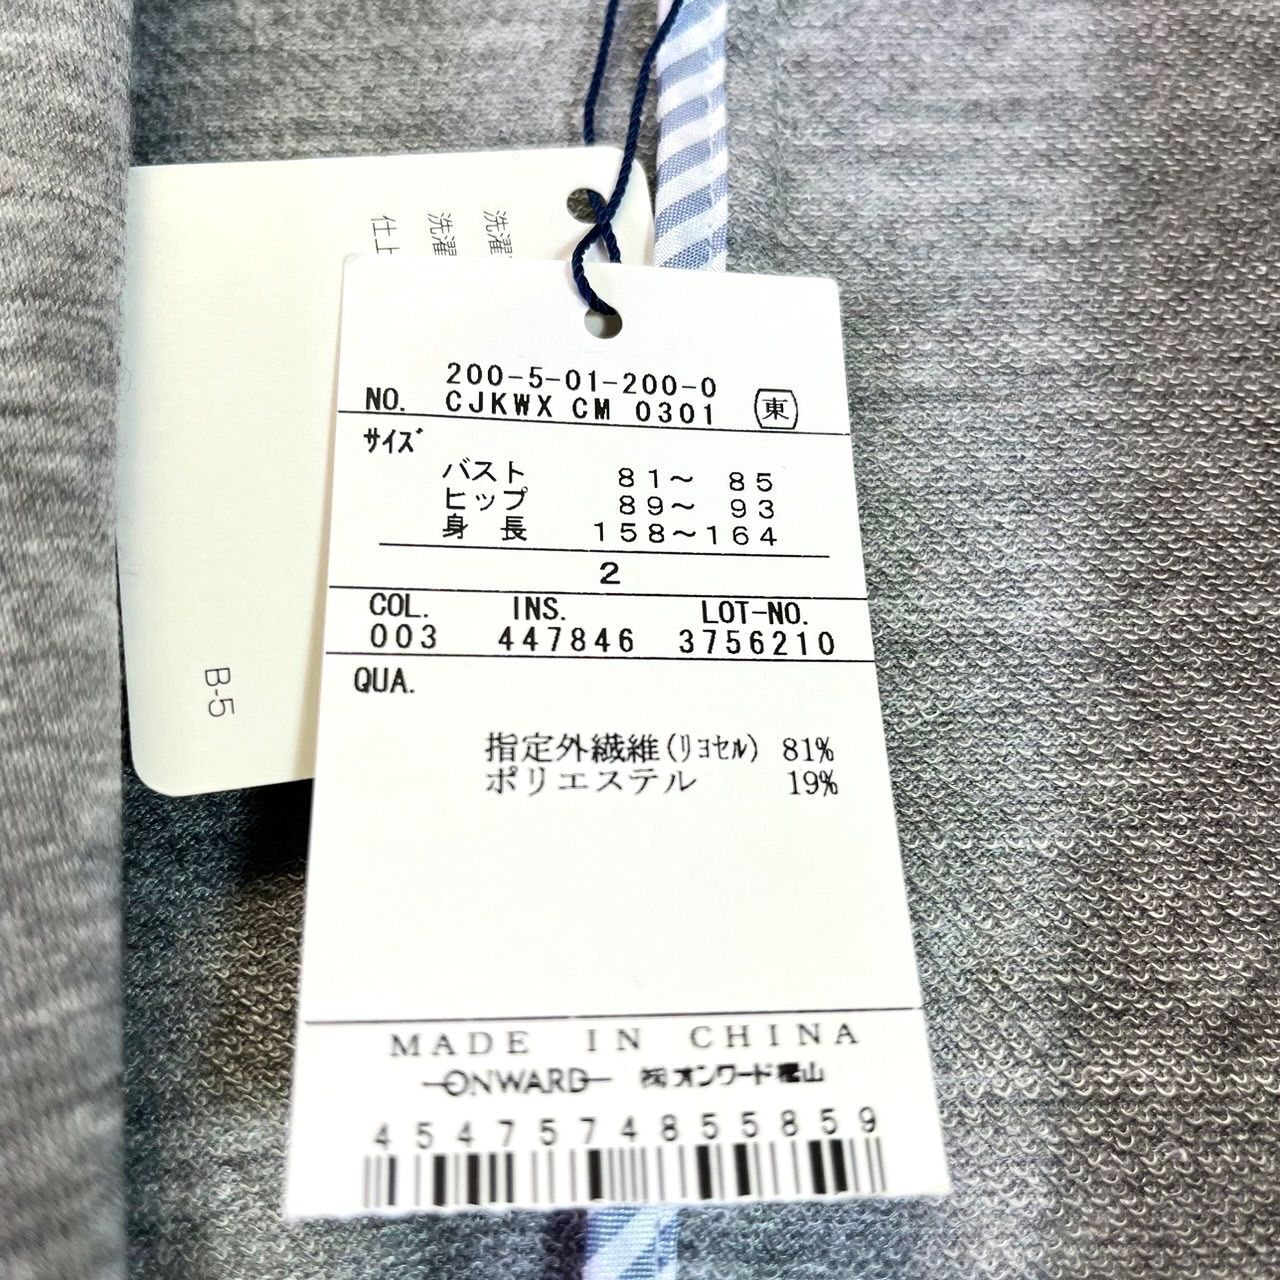 洗濯
洗濯
仕上
B-5
200-5-01-200-0
NO. CJKWX CM 0301 東
サイズ
バスト 81～ 85
ヒップ 89～ 93
身 長 158～164
2
COL. INS. LOT-NO.
003 447846 3756210
QUA.
指定外繊維(リヨセル) 81%
ポリエステル 19%
MADE IN CHINA
ONWARD ㈱オンワード樫山
4547574855859